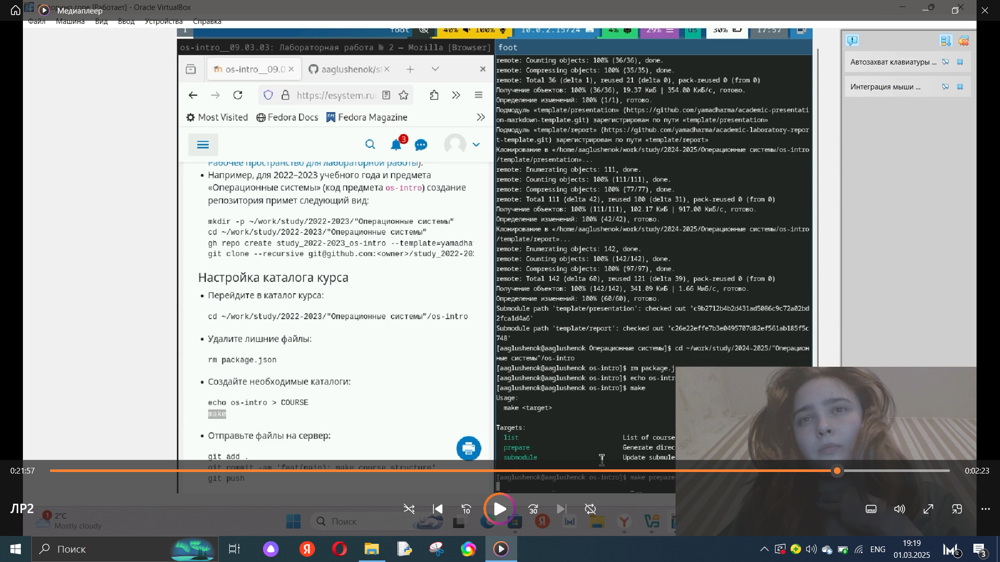 Медиаплеер
[Работает] - Oracle VirtualBox
Файл Машина Вид Ввод Устройства Справка
1 foot 40% 100% 10.0.2.15/24 4% 29% us 30% 17:57
os-intro__09.03.03: Лабораторная работа № 2 — Mozilla [Browser]
os-intro__09.0
aaglushenok/st
https://esystem.ru
Most Visited Fedora Docs Fedora Magazine
3
Рабочее пространство для лабораторной работы).
• Например, для 2022–2023 учебного года и предмета
«Операционные системы» (код предмета os-intro) создание
репозитория примет следующий вид:
mkdir -p ~/work/study/2022-2023/"Операционные системы"
cd ~/work/study/2022-2023/"Операционные системы"
gh repo create study_2022-2023_os-intro --template=yamadha
git clone --recursive git@github.com:<owner>/study_2022-202
Настройка каталога курса
• Перейдите в каталог курса:
cd ~/work/study/2022-2023/"Операционные системы"/os-intro
• Удалите лишние файлы:
rm package.json
• Создайте необходимые каталоги:
echo os-intro > COURSE
make
• Отправьте файлы на сервер:
git add .
git commit -am 'feat(main): make course structure'
git push
foot
remote: Counting objects: 100% (36/36), done.
remote: Compressing objects: 100% (35/35), done.
remote: Total 36 (delta 1), reused 21 (delta 0), pack-reused 0 (from 0)
Получение объектов: 100% (36/36), 19.37 КиБ | 354.00 КиБ/с, готово.
Определение изменений: 100% (1/1), готово.
Подмодуль «template/presentation» (https://github.com/yamadharma/academic-presentati
on-markdown-template.git) зарегистрирован по пути «template/presentation»
Подмодуль «template/report» (https://github.com/yamadharma/academic-laboratory-repor
t-template.git) зарегистрирован по пути «template/report»
Клонирование в «/home/aaglushenok/work/study/2024-2025/Операционные системы/os-intro
/template/presentation»...
remote: Enumerating objects: 111, done.
remote: Counting objects: 100% (111/111), done.
remote: Compressing objects: 100% (77/77), done.
remote: Total 111 (delta 42), reused 100 (delta 31), pack-reused 0 (from 0)
Получение объектов: 100% (111/111), 102.17 КиБ | 917.00 КиБ/с, готово.
Определение изменений: 100% (42/42), готово.
Клонирование в «/home/aaglushenok/work/study/2024-2025/Операционные системы/os-intro
/template/report»...
remote: Enumerating objects: 142, done.
remote: Counting objects: 100% (142/142), done.
remote: Compressing objects: 100% (97/97), done.
remote: Total 142 (delta 60), reused 121 (delta 39), pack-reused 0 (from 0)
Получение объектов: 100% (142/142), 341.09 КиБ | 1.66 МиБ/с, готово.
Определение изменений: 100% (60/60), готово.
Submodule path 'template/presentation': checked out 'c9b2712b4b2d431ad5086c9c72a02bd
2fca1d4a6'
Submodule path 'template/report': checked out 'c26e22effe7b3e0495707d82ef561ab185f5c
748'
[aaglushenok@aaglushenok Операционные системы]$ cd ~/work/study/2024-2025/"Операцион
ные системы"/os-intro
[aaglushenok@aaglushenok os-intro]$ rm package.j
[aaglushenok@aaglushenok os-intro]$ echo os-intr
[aaglushenok@aaglushenok os-intro]$ make
Usage:
make <target>
Targets:
list List of course
prepare Generate direc
submodule Update submule
[aaglushenok@aaglushenok os-intro]$ make prepare
Автозахват клавиатуры ...
Интеграция мыши ...
0:21:57 0:02:23
ЛР2
10 30
1 2°C
Mostly cloudy
Поиск
Поиск
ENG
19:19
01.03.2025
2
3